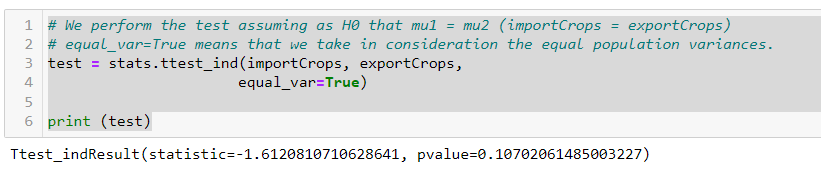 1 # We perform the test assuming as H0 that mu1 = mu2 (importCrops = exportCrops)
2 # equal_var=True means that we take in consideration the equal population variances.
3 test = stats.ttest_ind(importCrops, exportCrops,
4 equal_var=True)
5
6 print (test)
Ttest_indResult(statistic=-1.6120810710628641, pvalue=0.10702061485003227)